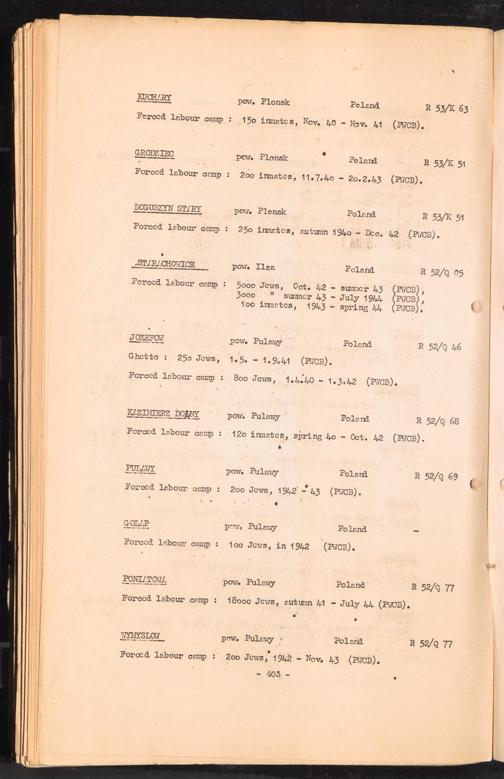 KUCHARY pow. Plonsk Poland R 53/K 63
Forced labour camp : 150 inmates, Nov. 40 - Nov. 41 (PWCB).
GRODZIEC pow. Plonsk Poland R 53/K 51
Forced labour camp : 200 inmates, 11.7.40 - 20.2.43 (PWCB).
DOGUSZYN STARY pow. Plonsk Poland R 53/K 51
Forced labour camp : 250 inmates, autumn 1940 - Dec. 42 (PWCB).
STARACHOWICE pow. Ilza Poland R 52/Q 05
Forced labour camp : 5000 Jews, Oct. 42 - summer 43 (PWCB),
3000 " summer 43 - July 1944 (PWCB),
100 inmates, 1943 - spring 44 (PWCB).
JOZEFOW pow. Pulawy Poland R 52/Q 46
Ghetto : 250 Jews, 1.5. - 1.9.41 (PWCB).
Forced labour camp : 800 Jews, 1.4.40 - 1.3.42 (PWCB).
KAZIMIERZ DOLNY pow. Pulawy Poland R 52/Q 68
Forced labour camp : 120 inmates, spring 40 - Oct. 42 (PWCB).
PULAWY pow. Pulawy Poland R 52/Q 69
Forced labour camp : 200 Jews, 1942 - 43 (PWCB).
GOLAP pow. Pulawy Poland -
Forced labour camp : 100 Jews, in 1942 (PWCB).
PONIATOWA pow. Pulawy Poland R 52/Q 77
Forced labour camp : 18000 Jews, autumn 41 - July 44 (PWCB).
WYMYSLOW pow. Pulawy Poland R 52/Q 77
Forced labour camp : 200 Jews, 1942 - Nov. 43 (PWCB).
- 403 -